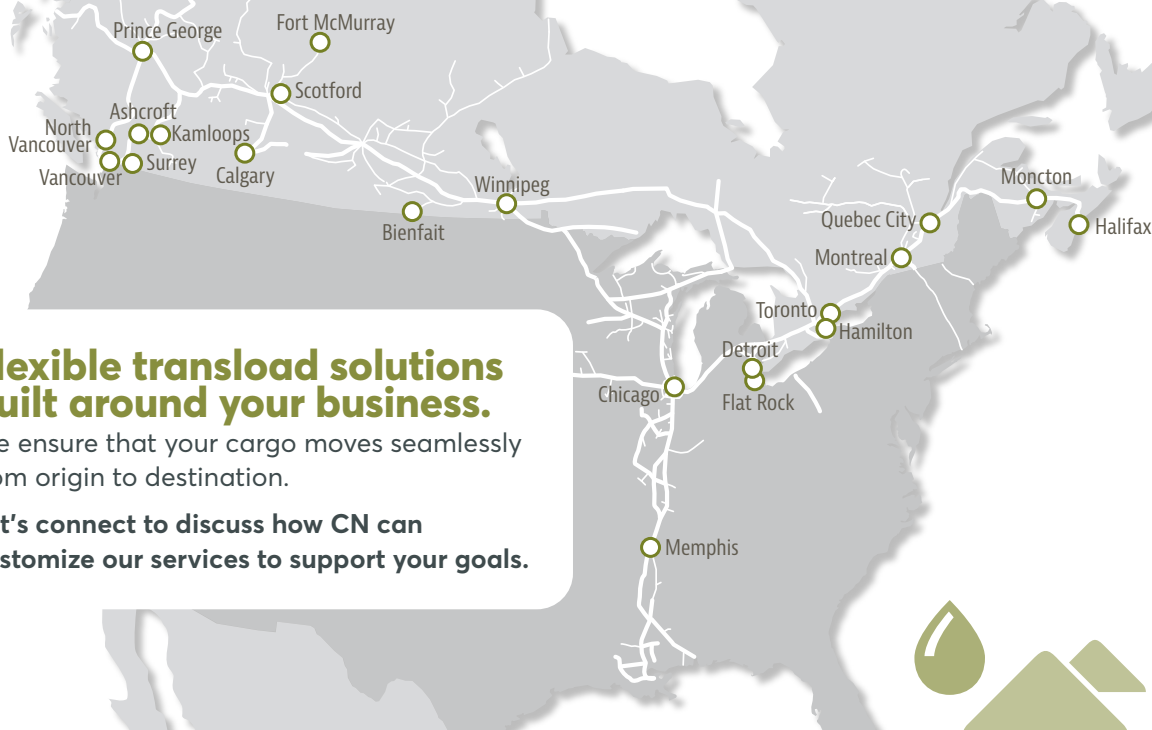 Fort McMurray
Prince George
Scotford
Ashcroft
North
Vancouver
Kamloops
Surrey
Vancouver
Calgary
Winnipeg
Bienfait
Moncton
Quebec City
Halifax
Montreal
Toronto
Hamilton
Detroit
Chicago
Flat Rock
Memphis
lexible transload solutions
uilt around your business.
e ensure that your cargo moves seamlessly
om origin to destination.
t's connect to discuss how CN can
stomize our services to support your goals.